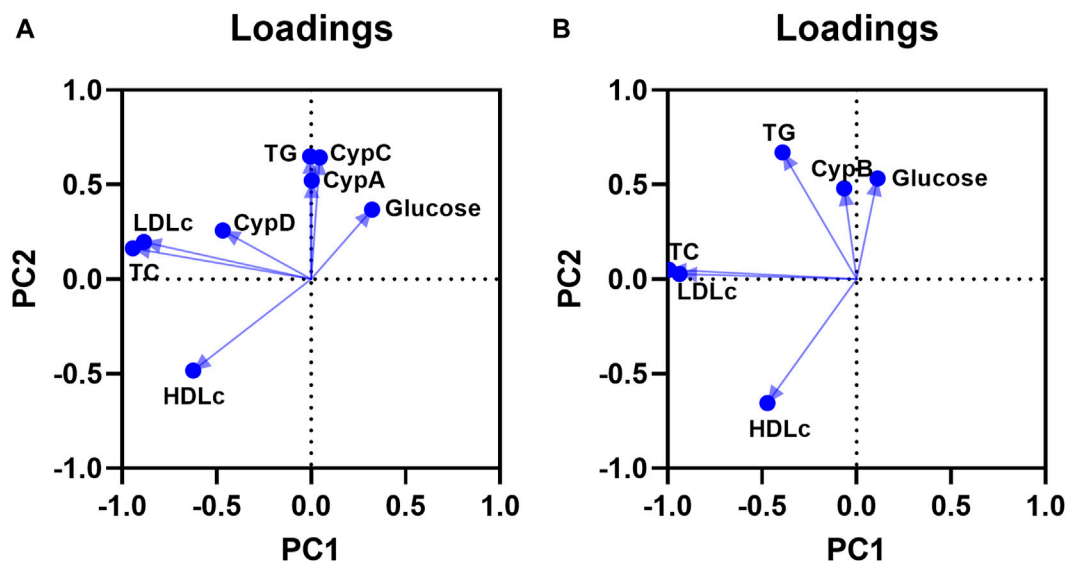 A
Loadings
1.0
0.5
0.0
-0.5
-1.0
PC2
TG
CypC
CypA
Glucose
CypD
LDLc
TC
HDLc
-1.0 -0.5 0.0 0.5 1.0
PC1
B
Loadings
1.0
0.5
0.0
-0.5
-1.0
PC2
TG
CypB
Glucose
TC
LDLc
HDLc
-1.0 -0.5 0.0 0.5 1.0
PC1